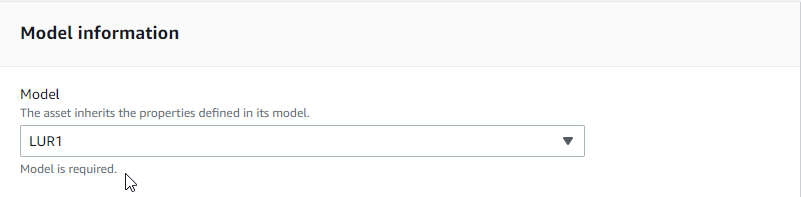 Model information
Model
The asset inherits the properties defined in its model.
LUR1
Model is required.